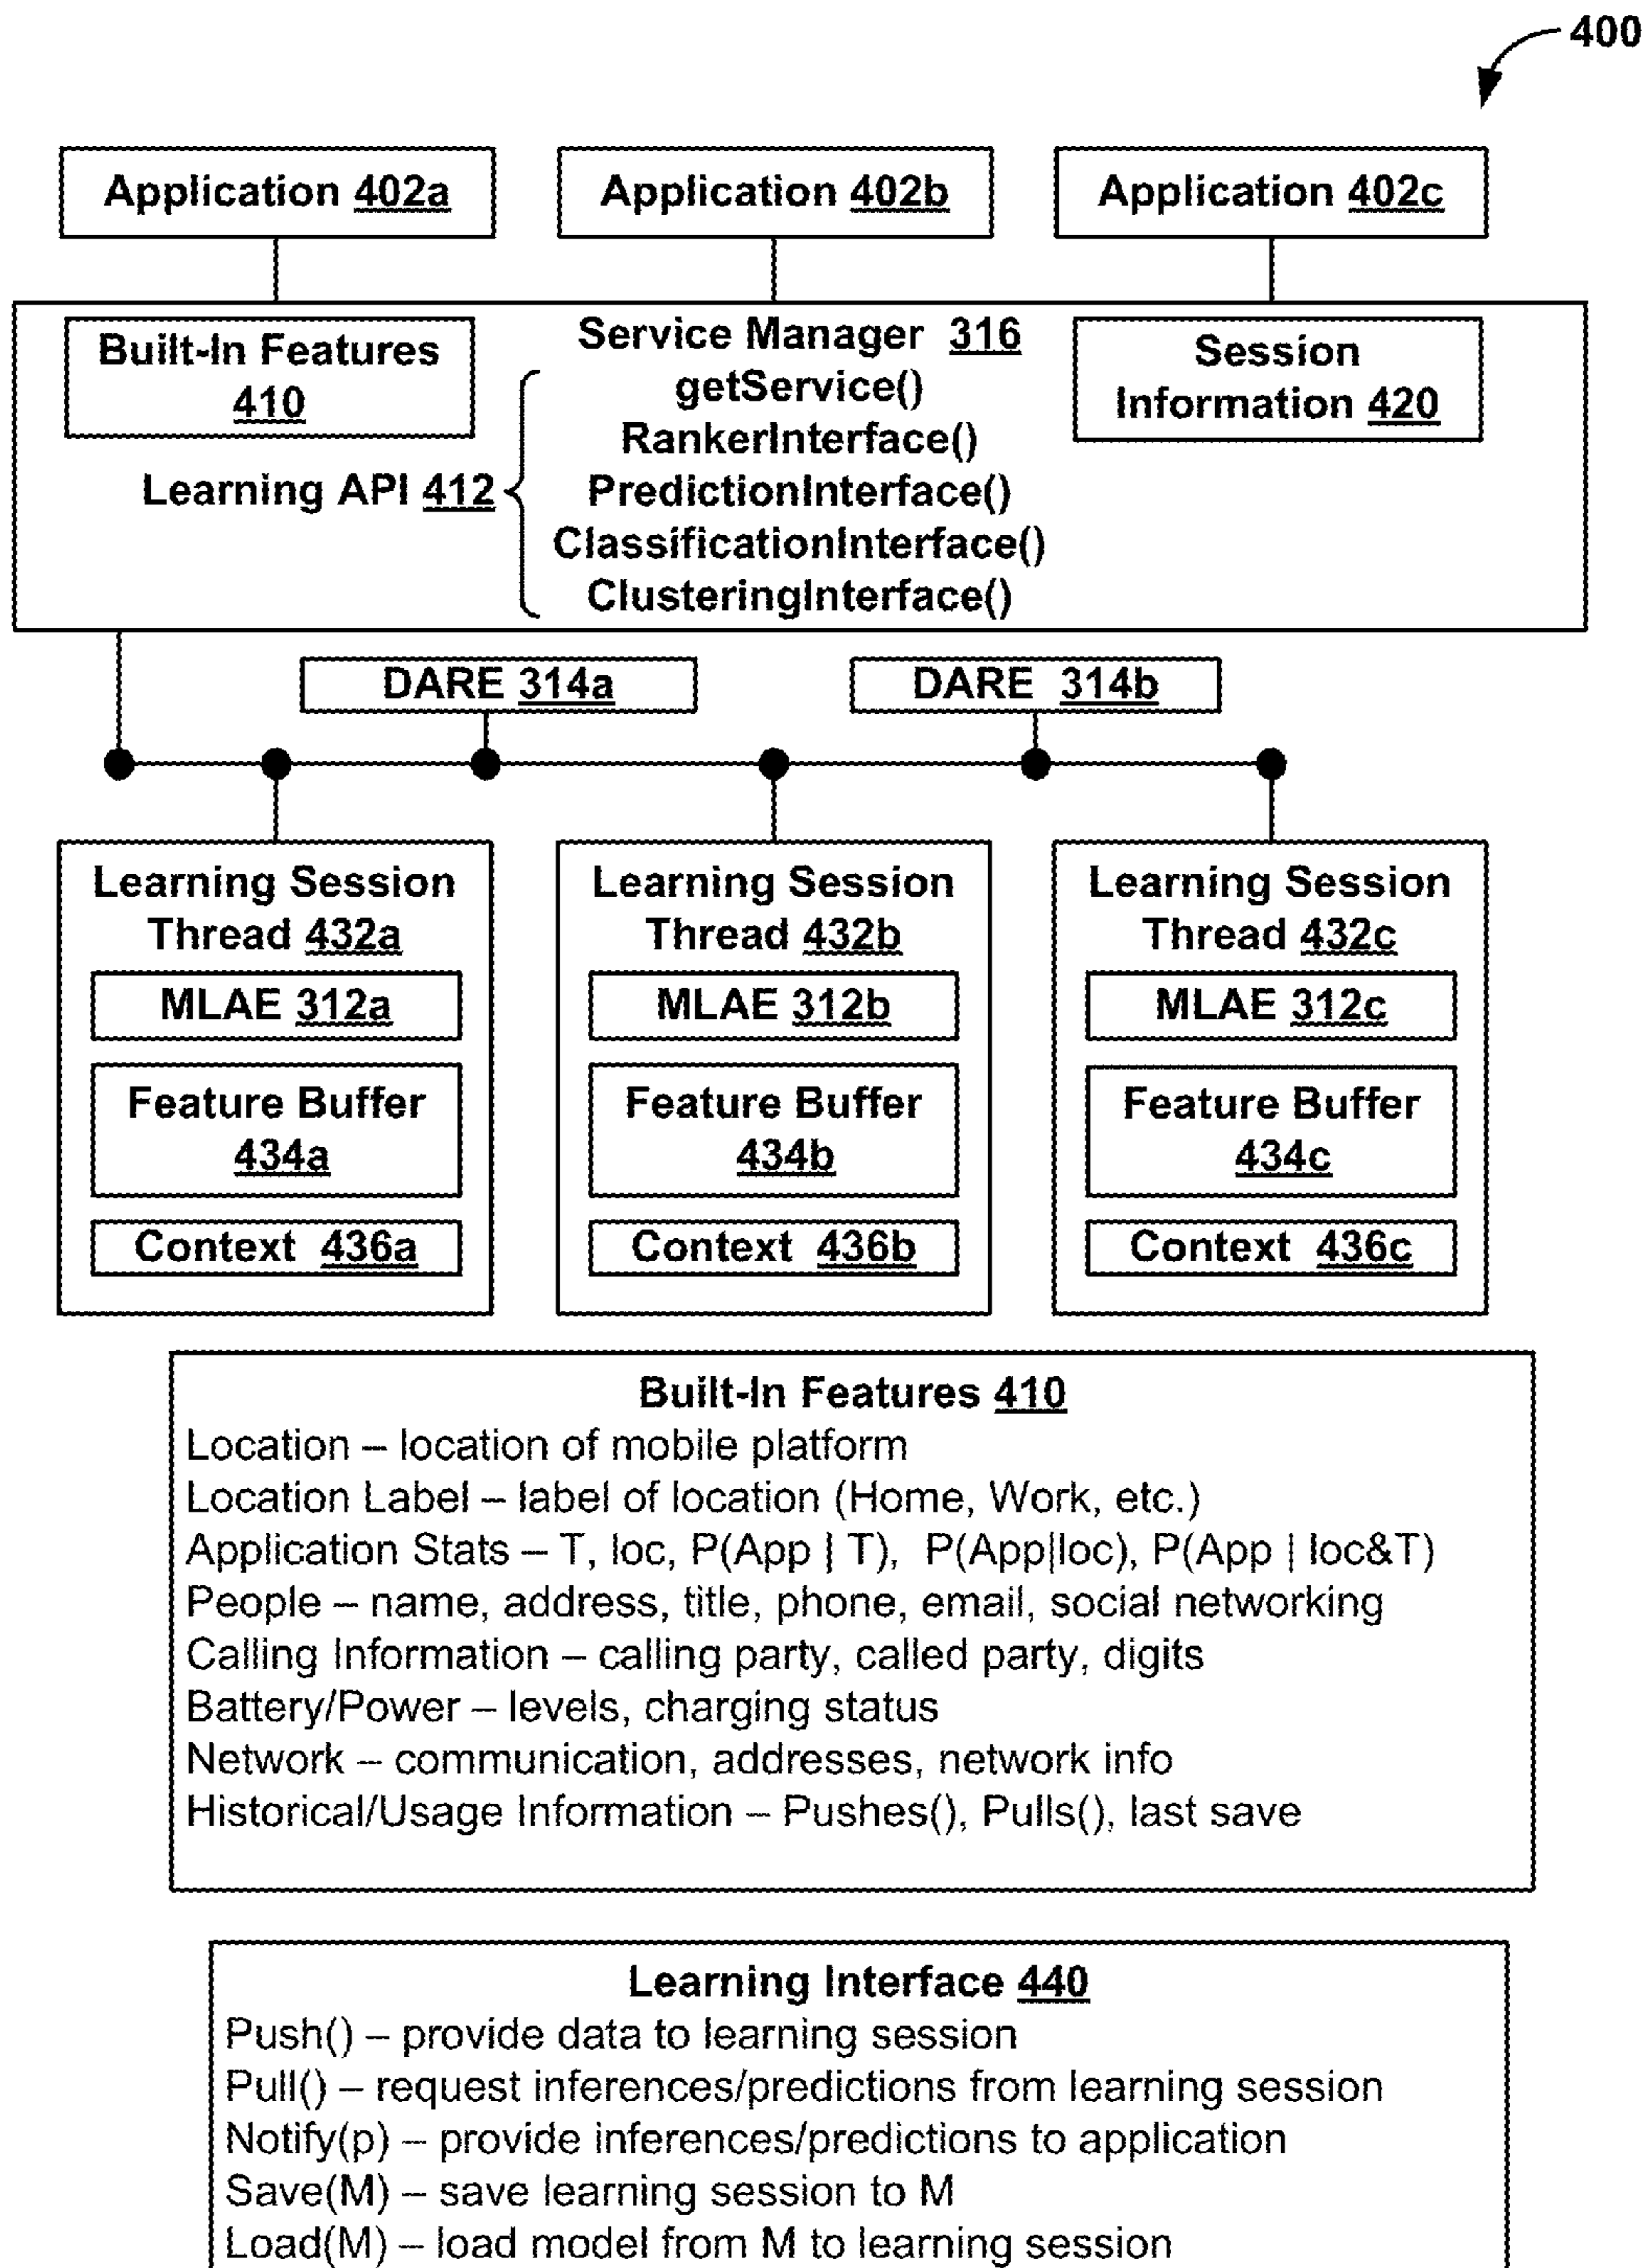 400
Application 402a
Application 402b
Application 402c
Built-In Features
410
Service Manager 316
getService()
RankerInterface()
PredictionInterface()
ClassificationInterface()
ClusteringInterface()
Session
Information 420
Learning API 412
DARE 314a
DARE 314b
Learning Session
Thread 432a
MLAE 312a
Feature Buffer
434a
Context 436a
Learning Session
Thread 432b
MLAE 312b
Feature Buffer
434b
Context 436b
Learning Session
Thread 432c
MLAE 312c
Feature Buffer
434c
Context 436c
Built-In Features 410
Location – location of mobile platform
Location Label – label of location (Home, Work, etc.)
Application Stats – T, loc, P(App | T), P(App|loc), P(App | loc&T)
People – name, address, title, phone, email, social networking
Calling Information – calling party, called party, digits
Battery/Power – levels, charging status
Network – communication, addresses, network info
Historical/Usage Information – Pushes(), Pulls(), last save
Learning Interface 440
Push() – provide data to learning session
Pull() – request inferences/predictions from learning session
Notify(p) – provide inferences/predictions to application
Save(M) – save learning session to M
Load(M) – load model from M to learning session